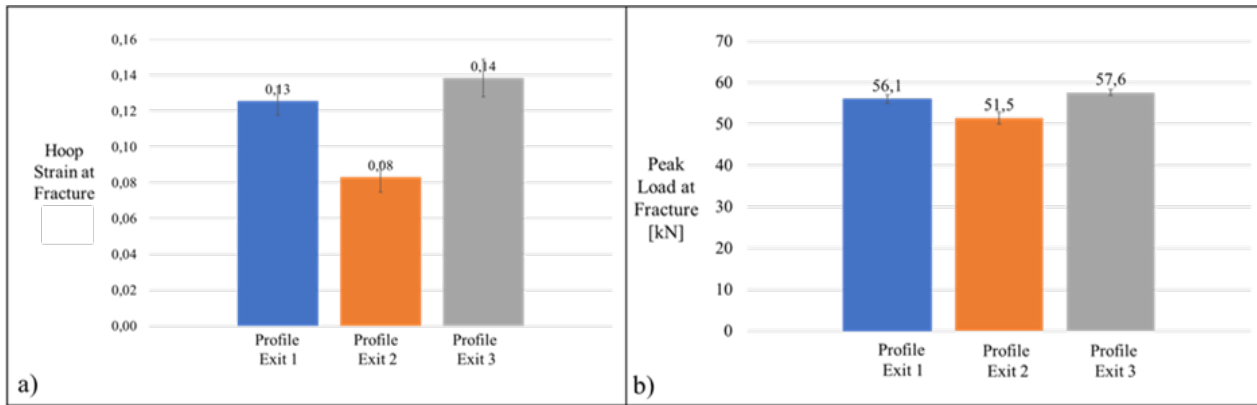 0,16
0,14
0,12
0,10
0,08
0,06
0,04
0,02
0,00
Hoop
Strain at
Fracture
0,13
0,08
0,14
Profile
Exit 1
Profile
Exit 2
Profile
Exit 3
a)
70
60
50
40
30
20
10
0
Peak
Load at
Fracture
[kN]
56,1
51,5
57,6
Profile
Exit 1
Profile
Exit 2
Profile
Exit 3
b)